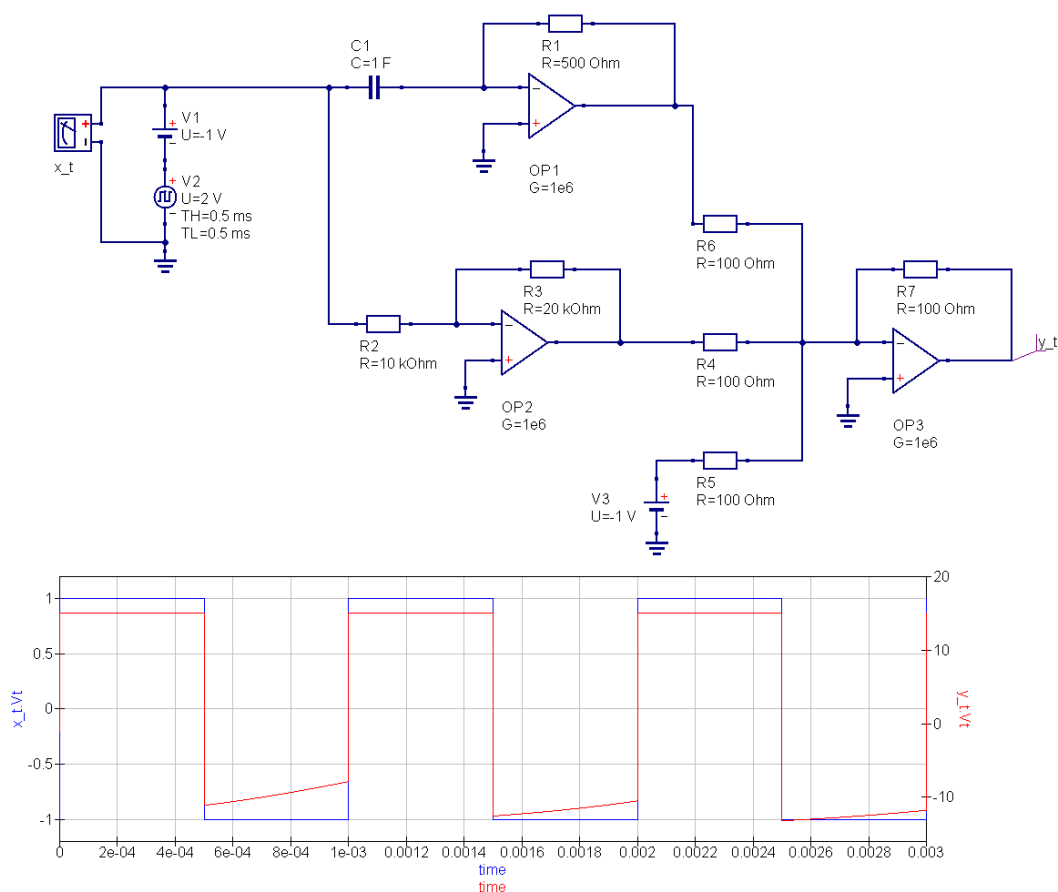 C1
C=1 F
R1
R=500 Ohm
OP1
G=1e6
x_t
V1
U=-1 V
V2
U=2 V
TH=0.5 ms
TL=0.5 ms
R6
R=100 Ohm
R3
R=20 kOhm
R2
R=10 kOhm
OP2
G=1e6
R4
R=100 Ohm
R7
R=100 Ohm
y_t
OP3
G=1e6
R5
R=100 Ohm
V3
U=-1 V
1
0.5
0
-0.5
-1
x_t.Vt
20
10
0
-10
y_t.Vt
0 2e-04 4e-04 6e-04 8e-04 1e-03 0.0012 0.0014 0.0016 0.0018 0.002 0.0022 0.0024 0.0026 0.0028 0.003
time
time